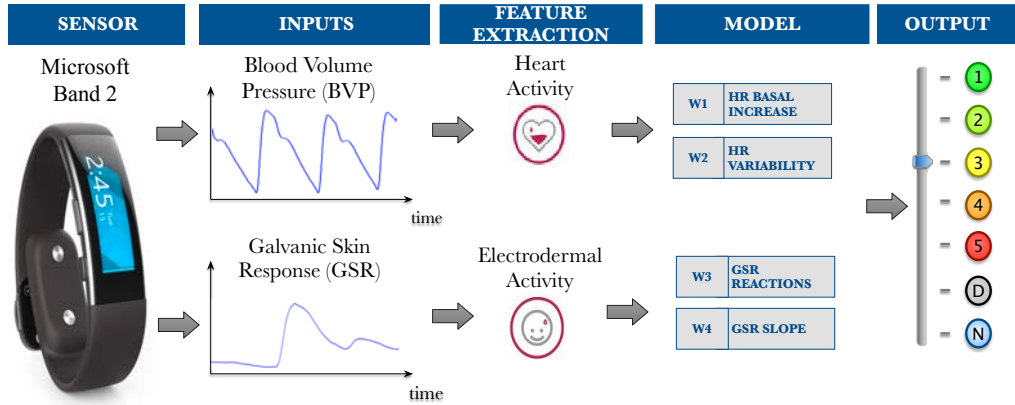 SENSOR
INPUTS
FEATURE
EXTRACTION
MODEL
OUTPUT
Microsoft
Band 2
2:45
Tue
15
Blood Volume
Pressure (BVP)
time
Heart
Activity
W1 HR BASAL
INCREASE
W2 HR
VARIABILITY
Galvanic Skin
Response (GSR)
time
Electrodermal
Activity
W3 GSR
REACTIONS
W4 GSR SLOPE
1
2
3
4
5
D
N